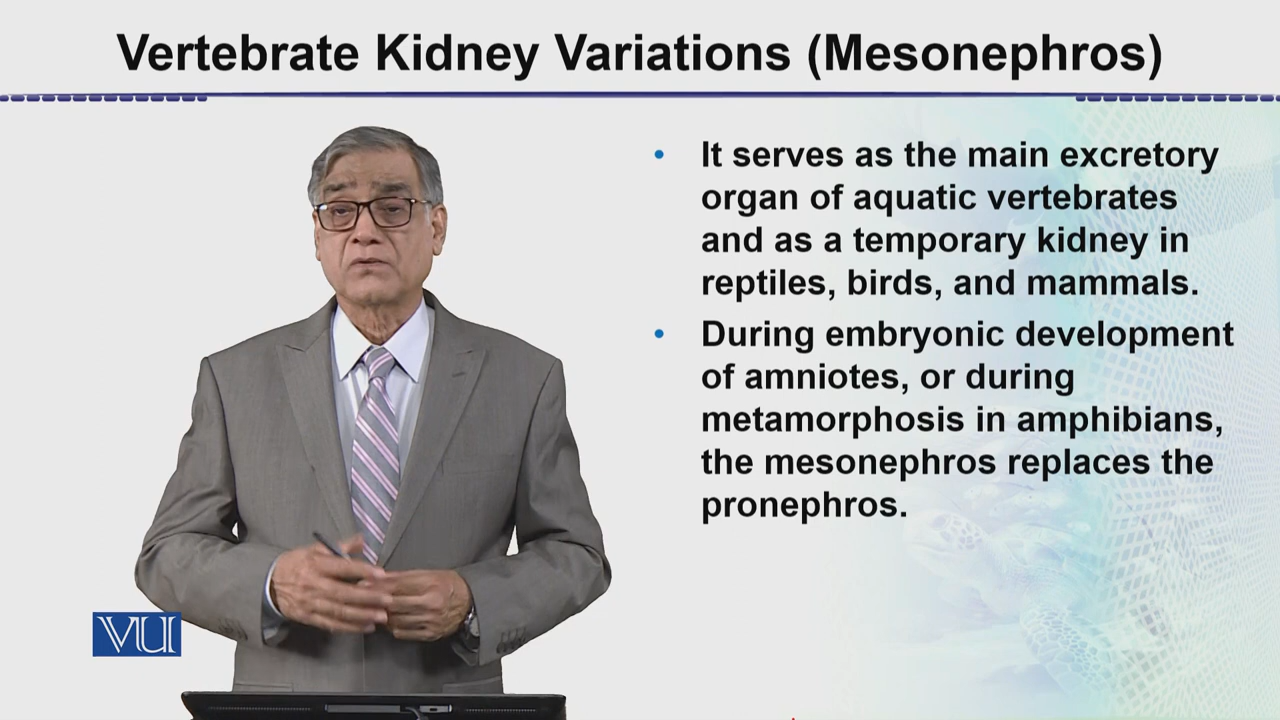 Vertebrate Kidney Variations (Mesonephros)
• It serves as the main excretory
organ of aquatic vertebrates
and as a temporary kidney in
reptiles, birds, and mammals.
• During embryonic development
of amniotes, or during
metamorphosis in amphibians,
the mesonephros replaces the
pronephros.
VU